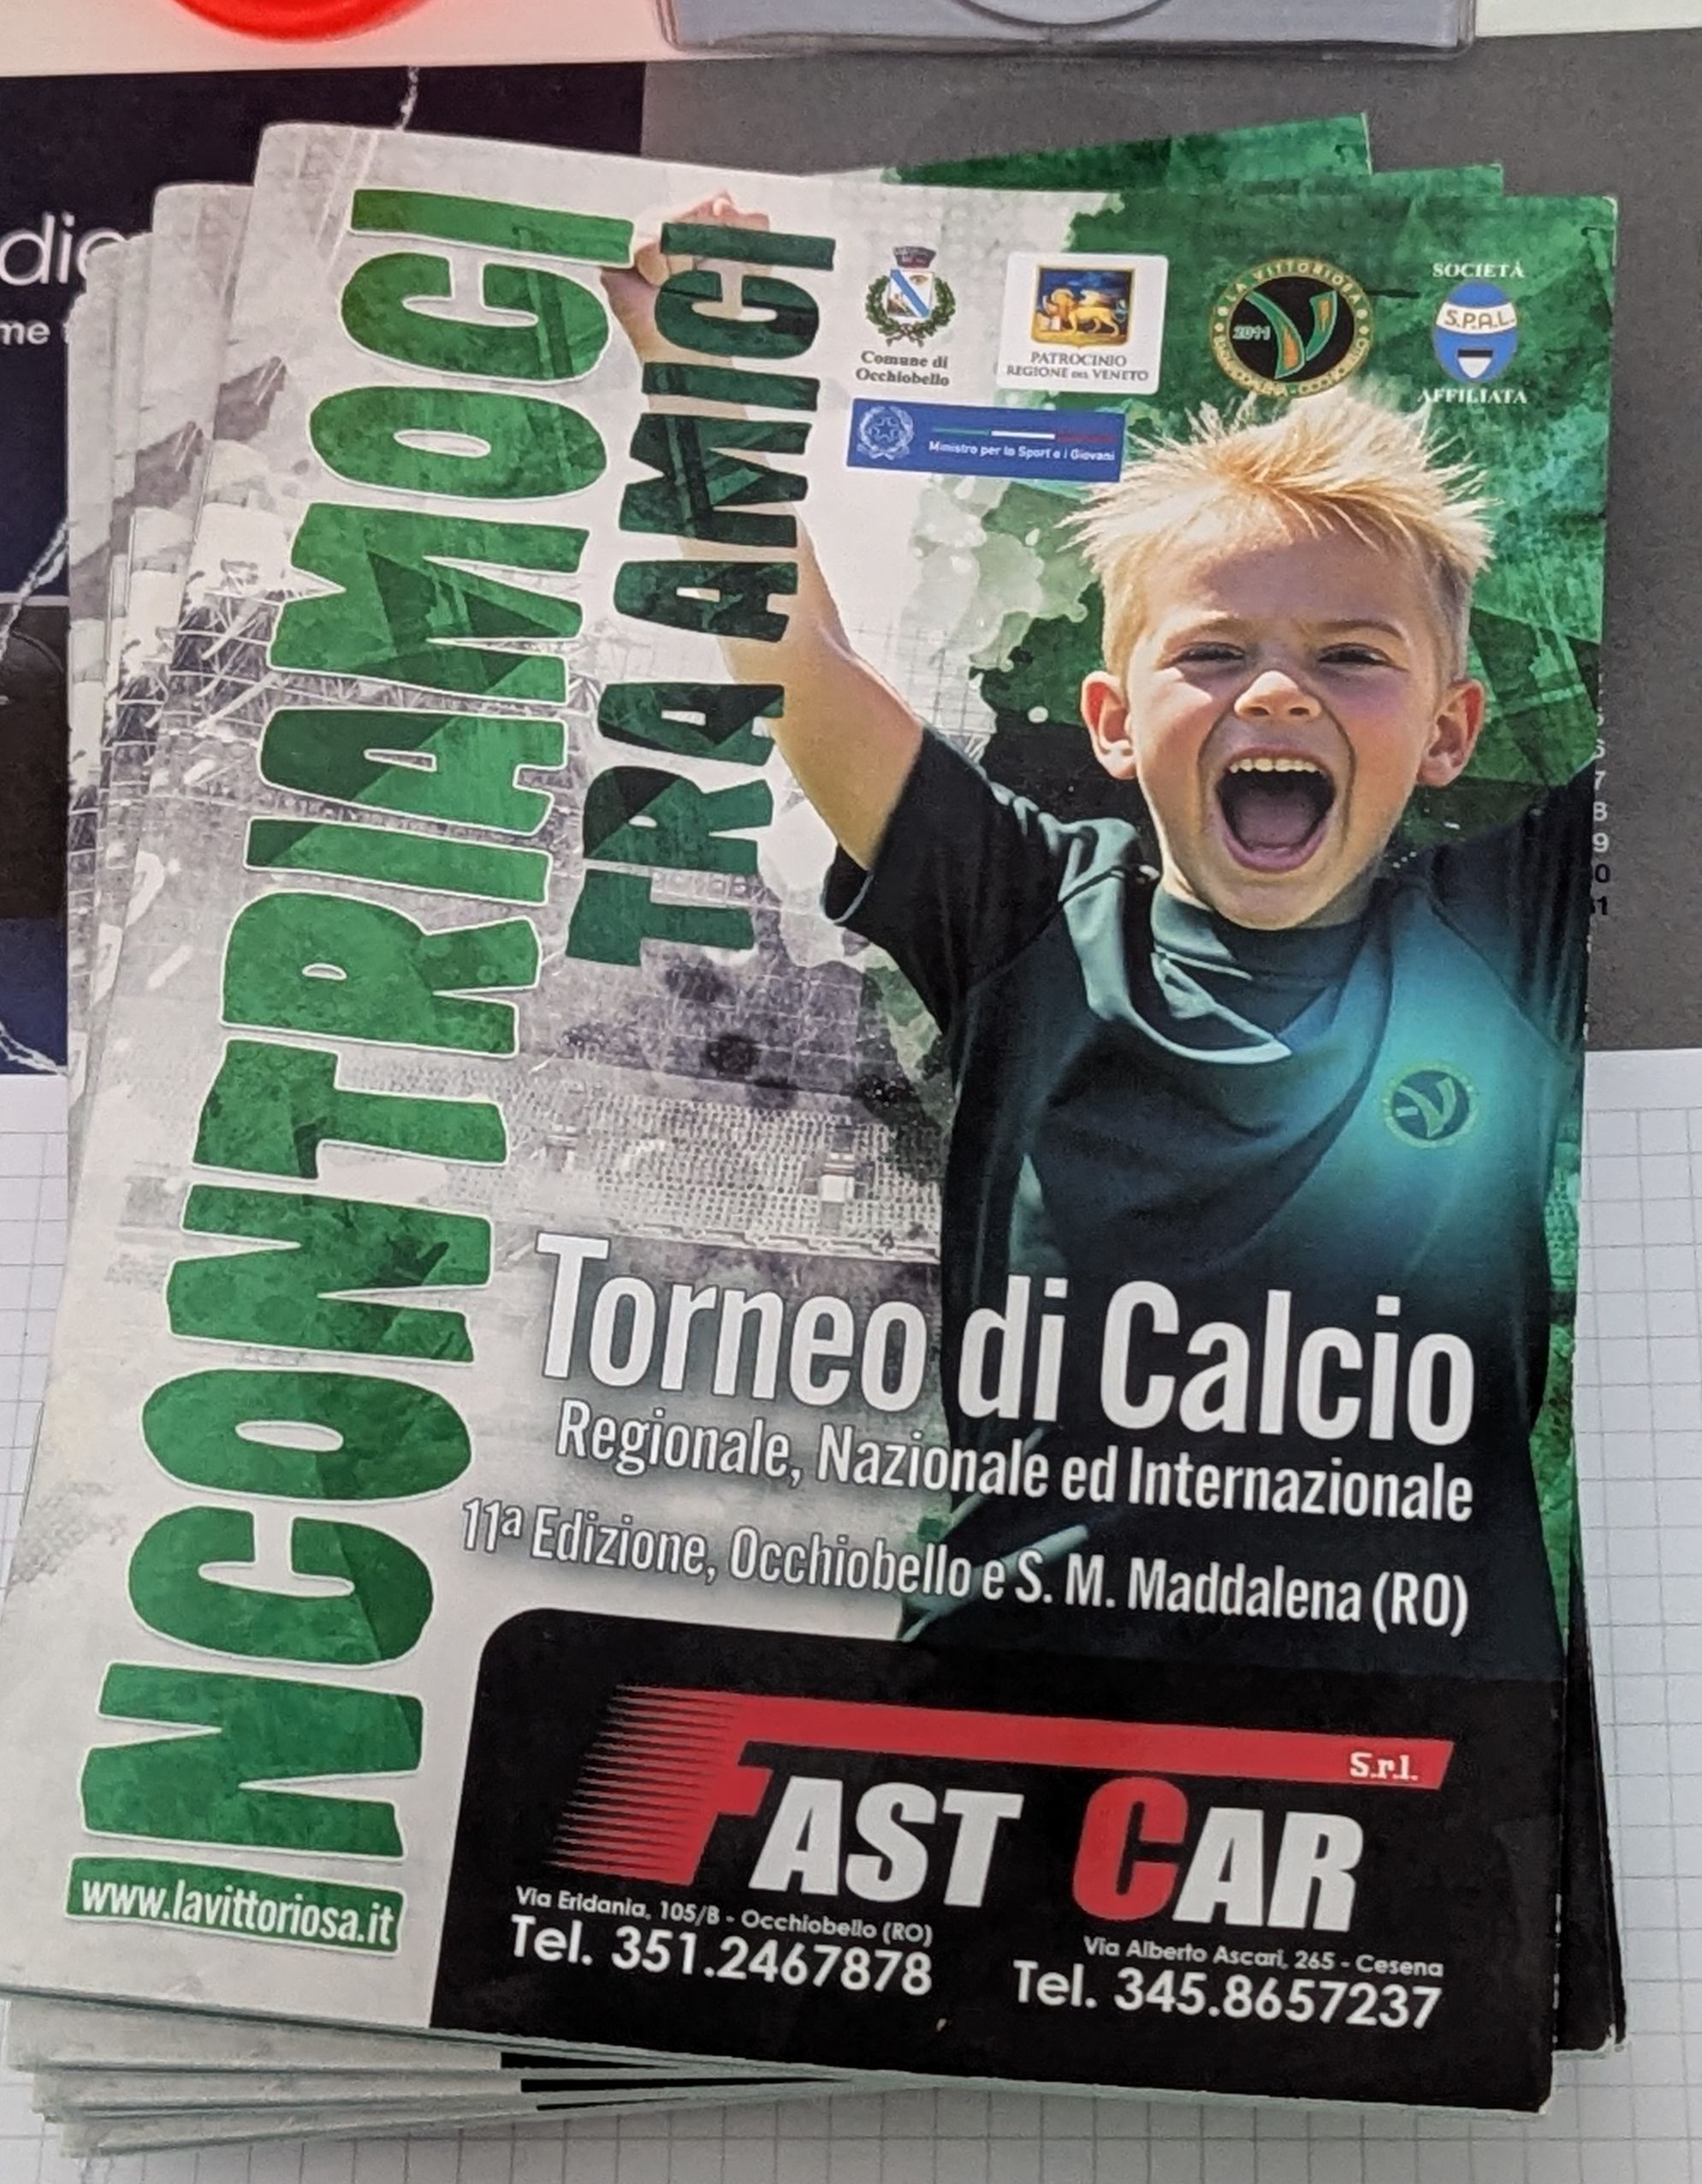 INCONTRIAMOCI
TRA AMICI
Comune di
Occhiobello
PATROCINIO
REGIONE DEL VENETO
LA VITTORIOSA
2011
SOCIETÀ
S.P.A.L.
AFFILIATA
Ministro per lo Sport e i Giovani
Torneo di Calcio
Regionale, Nazionale ed Internazionale
11ª Edizione, Occhiobello e S. M. Maddalena (RO)
FAST CAR
S.r.l.
Via Eridania, 105/B - Occhiobello (RO)
Tel. 351.2467878
Via Alberto Ascari, 265 - Cesena
Tel. 345.8657237
www.lavittoriosa.it